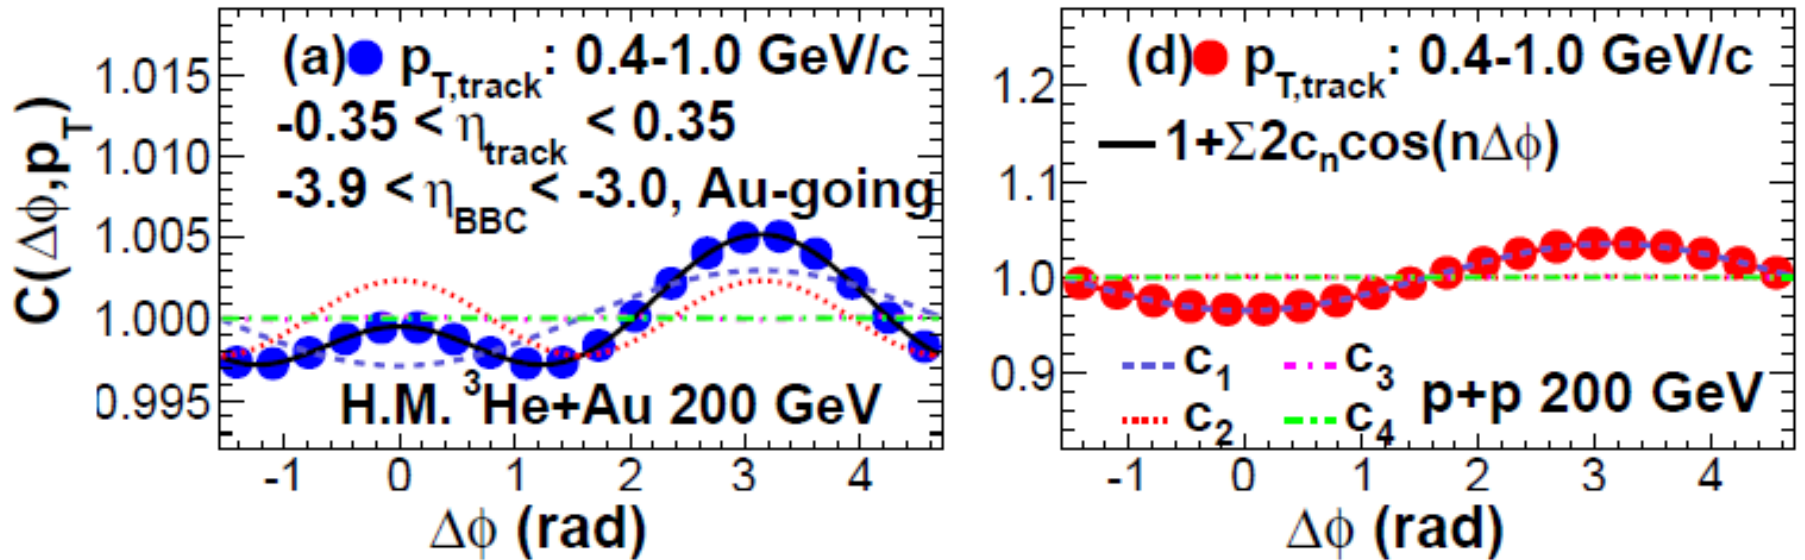 (a) p_T,track : 0.4-1.0 GeV/c
-0.35 < η_track < 0.35
-3.9 < η_BBC < -3.0, Au-going
H.M. ³He+Au 200 GeV
C(Δϕ,p_T)
1.015
1.010
1.005
1.000
0.995
-1 0 1 2 3 4
Δϕ (rad)
(d) p_T,track : 0.4-1.0 GeV/c
1+Σ2c_n cos(nΔϕ)
1.2
1.1
1.0
0.9
c_1 c_3
c_2 c_4
p+p 200 GeV
-1 0 1 2 3 4
Δϕ (rad)